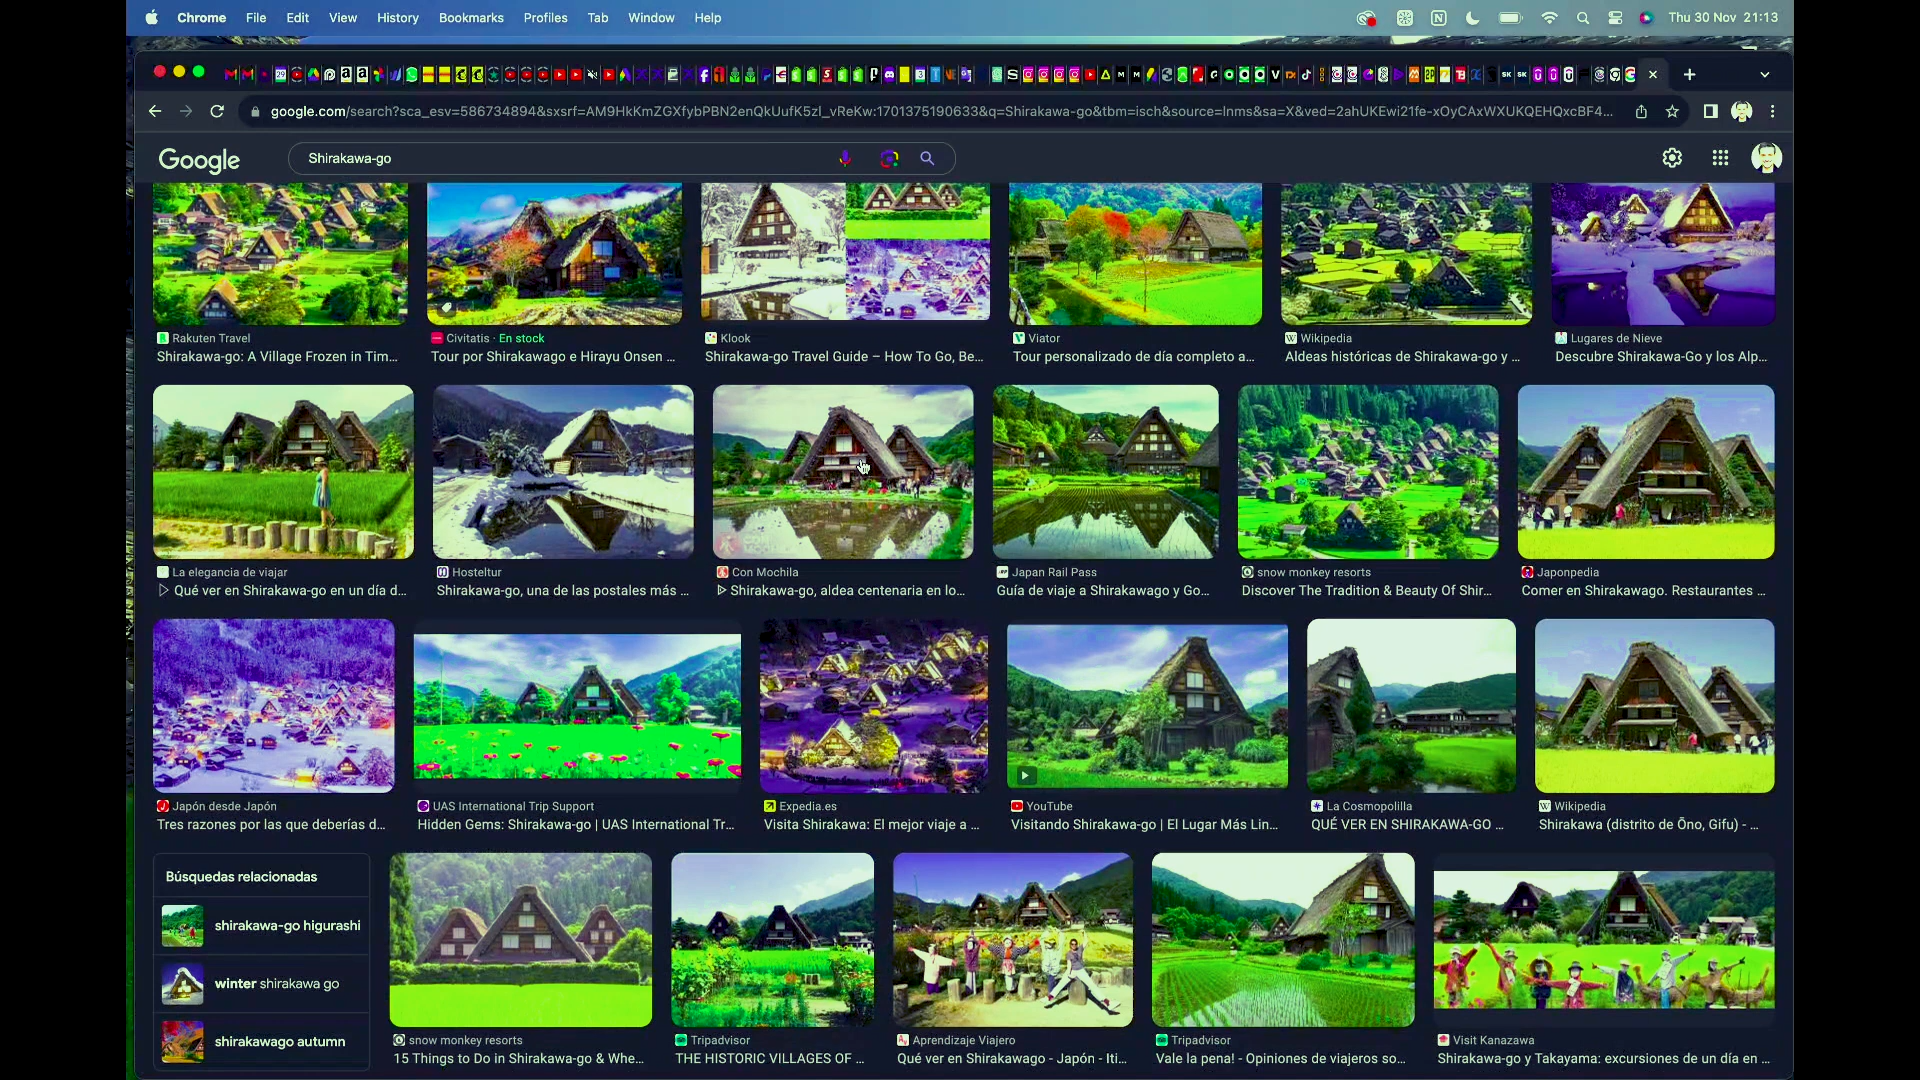 Chrome File Edit View History Bookmarks Profiles Tab Window Help Thu 30 Nov 21:13
google.com/search?sca_esv=586734894&sxsrf=AM9HkKmZGXfybPBN2enQkUufK5zl_vReKw:1701375190633&q=Shirakawa-go&tbm=isch&source=lnms&sa=X&ved=2ahUKEwi21fe-xOyCAxWXUKQEHQxcBF4...
Google Shirakawa-go
Rakuten Travel
Shirakawa-go: A Village Frozen in Tim...
Civitatis · En stock
Tour por Shirakawago e Hirayu Onsen ...
Klook
Shirakawa-go Travel Guide – How To Go, Be...
Viator
Tour personalizado de día completo a...
Wikipedia
Aldeas históricas de Shirakawa-go y ...
Lugares de Nieve
Descubre Shirakawa-Go y los Alp...
La elegancia de viajar
Qué ver en Shirakawa-go en un día d...
Hosteltur
Shirakawa-go, una de las postales más ...
Con Mochila
Shirakawa-go, aldea centenaria en lo...
Japan Rail Pass
Guía de viaje a Shirakawago y Go...
snow monkey resorts
Discover The Tradition & Beauty Of Shir...
Japonpedia
Comer en Shirakawago. Restaurantes ...
Japón desde Japón
Tres razones por las que deberías d...
UAS International Trip Support
Hidden Gems: Shirakawa-go | UAS International Tr...
Expedia.es
Visita Shirakawa: El mejor viaje a ...
YouTube
Visitando Shirakawa-go | El Lugar Más Lin...
La Cosmopolilla
QUÉ VER EN SHIRAKAWA-GO ...
Wikipedia
Shirakawa (distrito de Ōno, Gifu) - ...
Búsquedas relacionadas
shirakawa-go higurashi
winter shirakawa go
shirakawago autumn
snow monkey resorts
15 Things to Do in Shirakawa-go & Whe...
Tripadvisor
THE HISTORIC VILLAGES OF ...
Aprendizaje Viajero
Qué ver en Shirakawago - Japón - Iti...
Tripadvisor
Vale la pena! - Opiniones de viajeros so...
Visit Kanazawa
Shirakawa-go y Takayama: excursiones de un día en ...